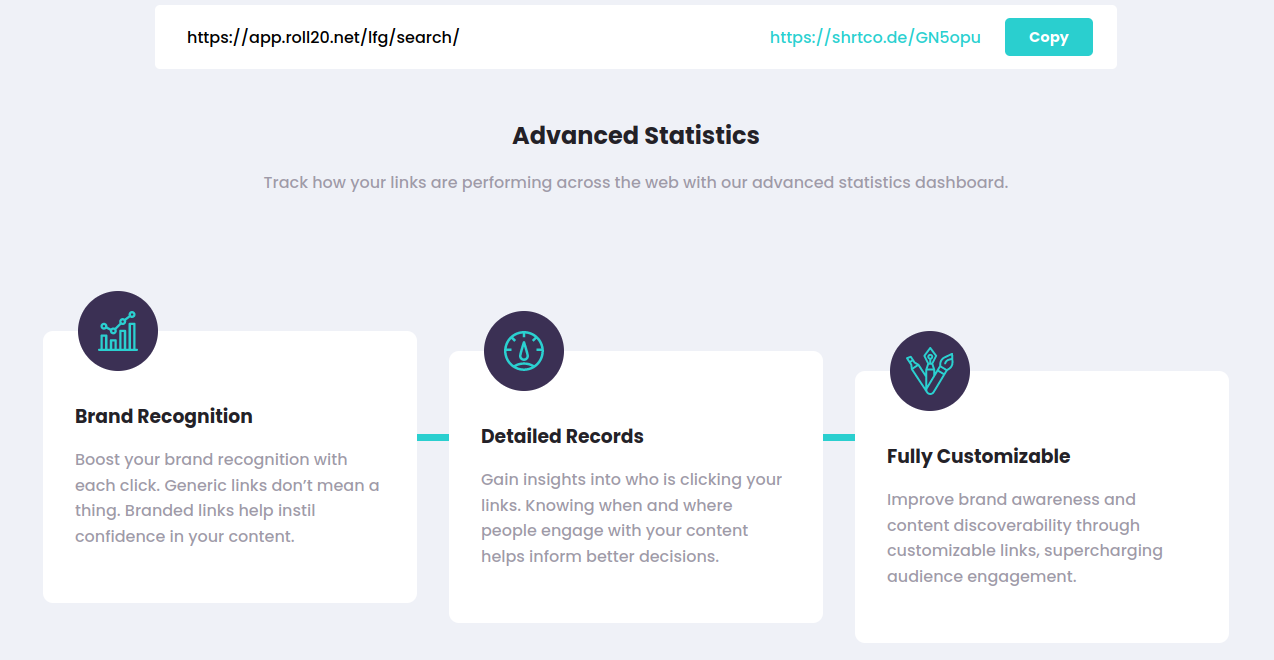 https://app.roll20.net/lfg/search/
https://shrtco.de/GN5opu
Copy
Advanced Statistics
Track how your links are performing across the web with our advanced statistics dashboard.
Brand Recognition
Boost your brand recognition with
each click. Generic links don’t mean a
thing. Branded links help instil
confidence in your content.
Detailed Records
Gain insights into who is clicking your
links. Knowing when and where
people engage with your content
helps inform better decisions.
Fully Customizable
Improve brand awareness and
content discoverability through
customizable links, supercharging
audience engagement.